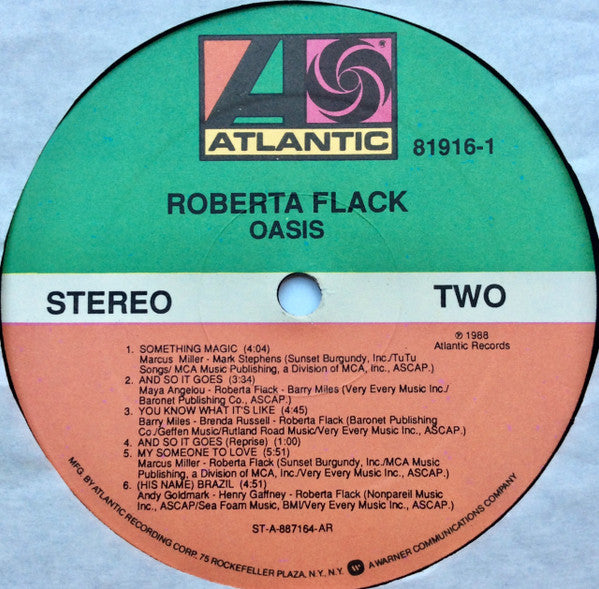 ATLANTIC
81916-1
ROBERTA FLACK
OASIS
STEREO
TWO
℗ 1988
Atlantic Records
1. SOMETHING MAGIC (4:04)
Marcus Miller - Mark Stephens (Sunset Burgundy, Inc./TuTu
Songs/ MCA Music Publishing, a Division of MCA, Inc., ASCAP.)
2. AND SO IT GOES (3:34)
Maya Angelou - Roberta Flack - Barry Miles (Very Every Music Inc./
Baronet Publishing Co., ASCAP.)
3. YOU KNOW WHAT IT'S LIKE (4:45)
Barry Miles - Brenda Russell - Roberta Flack (Baronet Publishing
Co./Geffen Music/Rutland Road Music/Very Every Music Inc., ASCAP.)
4. AND SO IT GOES (Reprise) (1:00)
5. MY SOMEONE TO LOVE (5:51)
Marcus Miller - Roberta Flack (Sunset Burgundy, Inc./MCA Music
Publishing, a Division of MCA, Inc./Very Every Music Inc., ASCAP.)
6. (HIS NAME) BRAZIL (4:51)
Andy Goldmark - Henry Gaffney - Roberta Flack (Nonpareil Music
Inc., ASCAP/Sea Foam Music, BMI/Very Every Music Inc., ASCAP.)
ST-A-887164-AR
MFG. BY ATLANTIC RECORDING CORP. 75 ROCKEFELLER PLAZA, N.Y., N.Y. A WARNER COMMUNICATIONS COMPANY